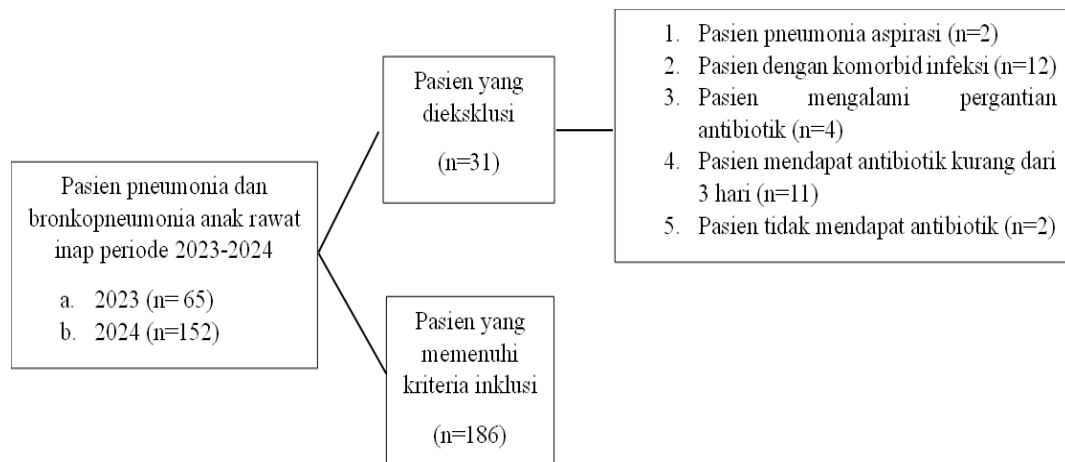 Pasien pneumonia dan
bronkopneumonia anak rawat
inap periode 2023-2024
a. 2023 (n= 65)
b. 2024 (n=152)
Pasien yang
dieksklusi
(n=31)
1. Pasien pneumonia aspirasi (n=2)
2. Pasien dengan komorbid infeksi (n=12)
3. Pasien mengalami pergantian
antibiotik (n=4)
4. Pasien mendapat antibiotik kurang dari
3 hari (n=11)
5. Pasien tidak mendapat antibiotik (n=2)
Pasien yang
memenuhi
kriteria inklusi
(n=186)